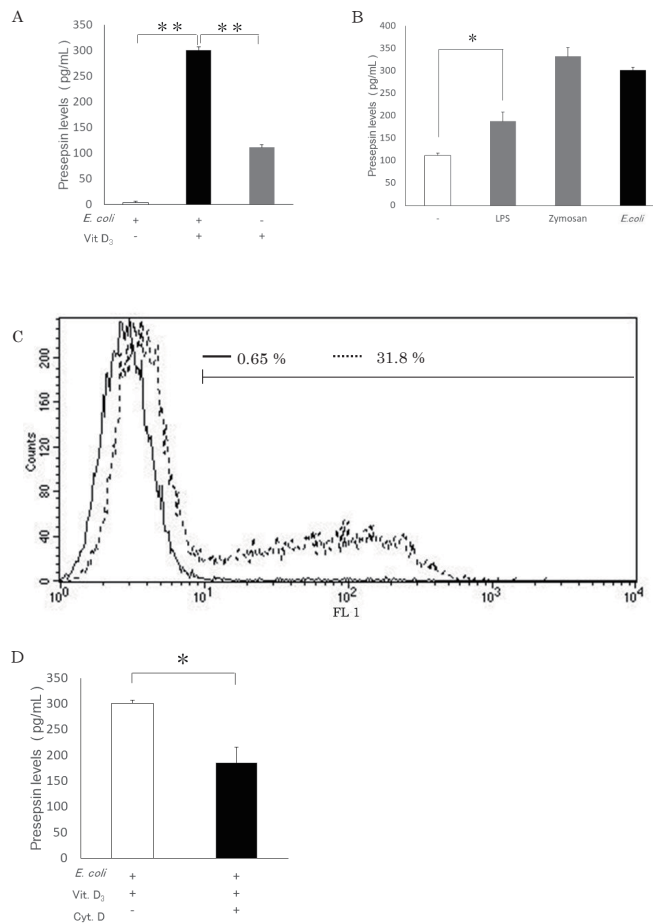 A
Presepsin levels ( pg/mL )
350
300
250
200
150
100
50
0
** **
E. coli + + -
Vit D3 - + +
B
Presepsin levels ( pg/mL )
400
350
300
250
200
150
100
50
0
*
- LPS Zymosan E.coli
C
Counts
200
160
120
80
40
0
0.65 % 31.8 %
10^0 10^1 10^2 10^3 10^4
FL 1
D
Presepsin levels ( pg/mL )
350
300
250
200
150
100
50
0
*
E. coli + +
Vit. D3 + +
Cyt. D - +